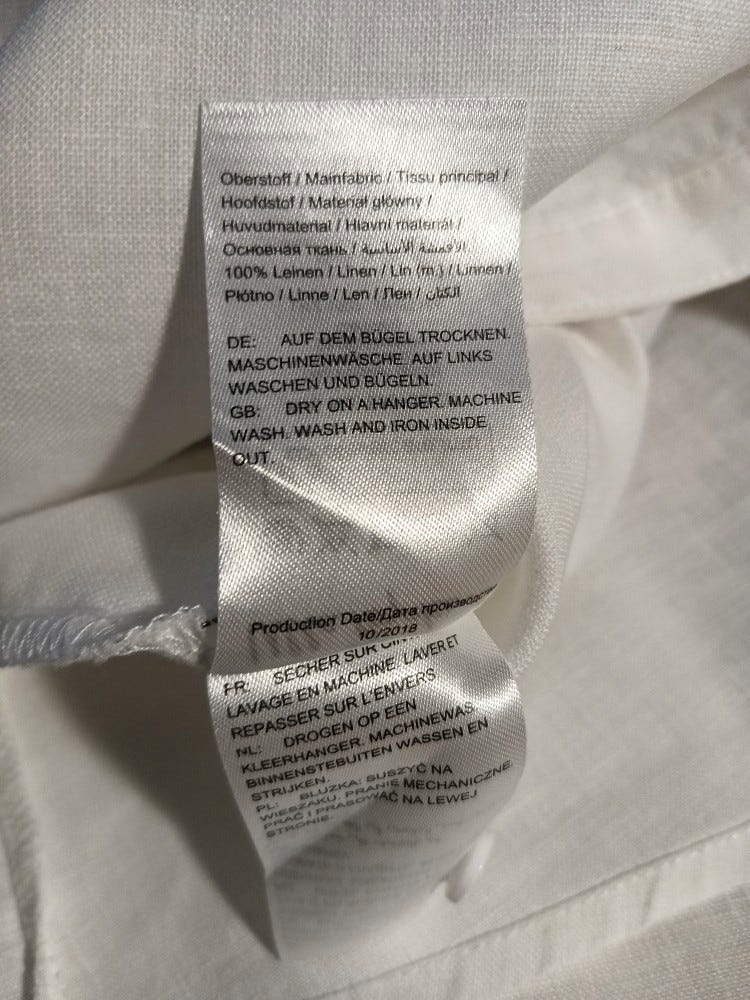 Oberstoff / Mainfabric / Tissu principal /
Hoofdstof / Materiał główny /
Huvudmaterial / Hlavní materiál /
Основная ткань / الاقمشة الأساسية
100% Leinen / Linen / Lin (m.) / Linnen /
Płótno / Linne / Len / Лен / الكتان
DE: AUF DEM BÜGEL TROCKNEN.
MASCHINENWÄSCHE. AUF LINKS
WASCHEN UND BÜGELN.
GB: DRY ON A HANGER. MACHINE
WASH. WASH AND IRON INSIDE
OUT.
Production Date/Дата
10/2018
FR: SÉCHER SUR
LAVAGE EN MACHINE. LAVER ET
REPASSER SUR L'ENVERS.
NL: DROGEN OP EEN
KLEERHANGER. MACHINEWAS.
BINNENSTEBUITEN WASSEN EN
STRIJKEN.
PL: BLUZKA: SUSZYĆ NA
WIESZAKU. PRANIE MECHANICZNE.
PRAĆ I PRASOWAĆ NA LEWEJ
STRONIE.